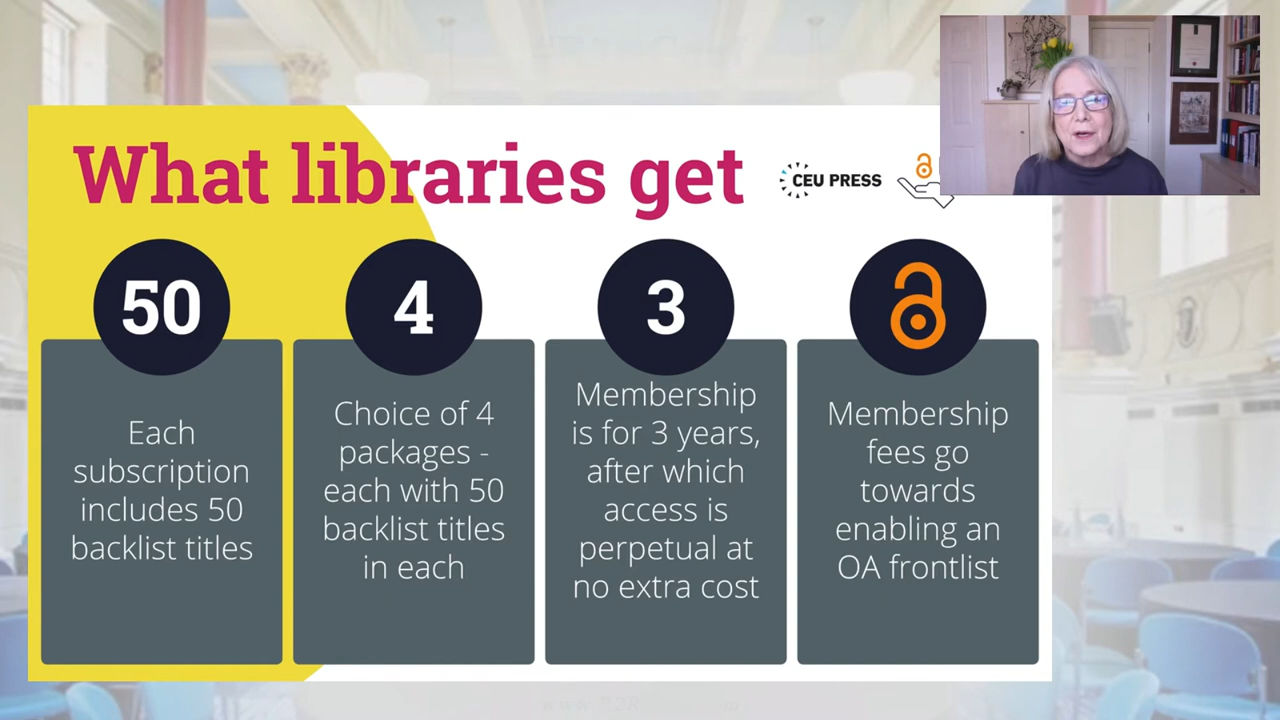 What libraries get
CEU PRESS
50
4
3
Each
subscription
includes 50
backlist titles
Choice of 4
packages -
each with 50
backlist titles
in each
Membership
is for 3 years,
after which
access is
perpetual at
no extra cost
Membership
fees go
towards
enabling an
OA frontlist